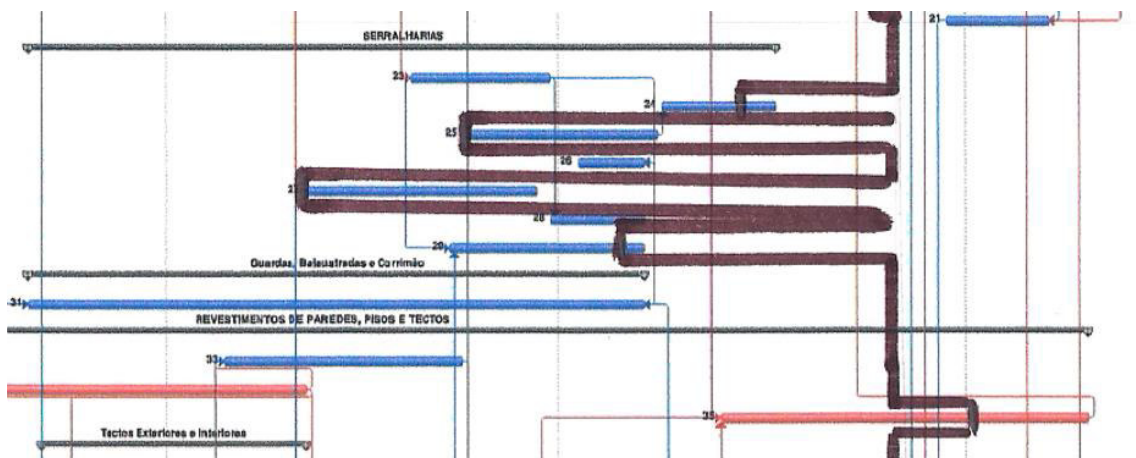 21
SERRALHARIAS
23
24
25
26
28
29
Guardas, Balaustradas e Corrimão
31
REVESTIMENTOS DE PAREDES, PISOS E TECTOS
33
35
Tectos Exteriores e Interiores